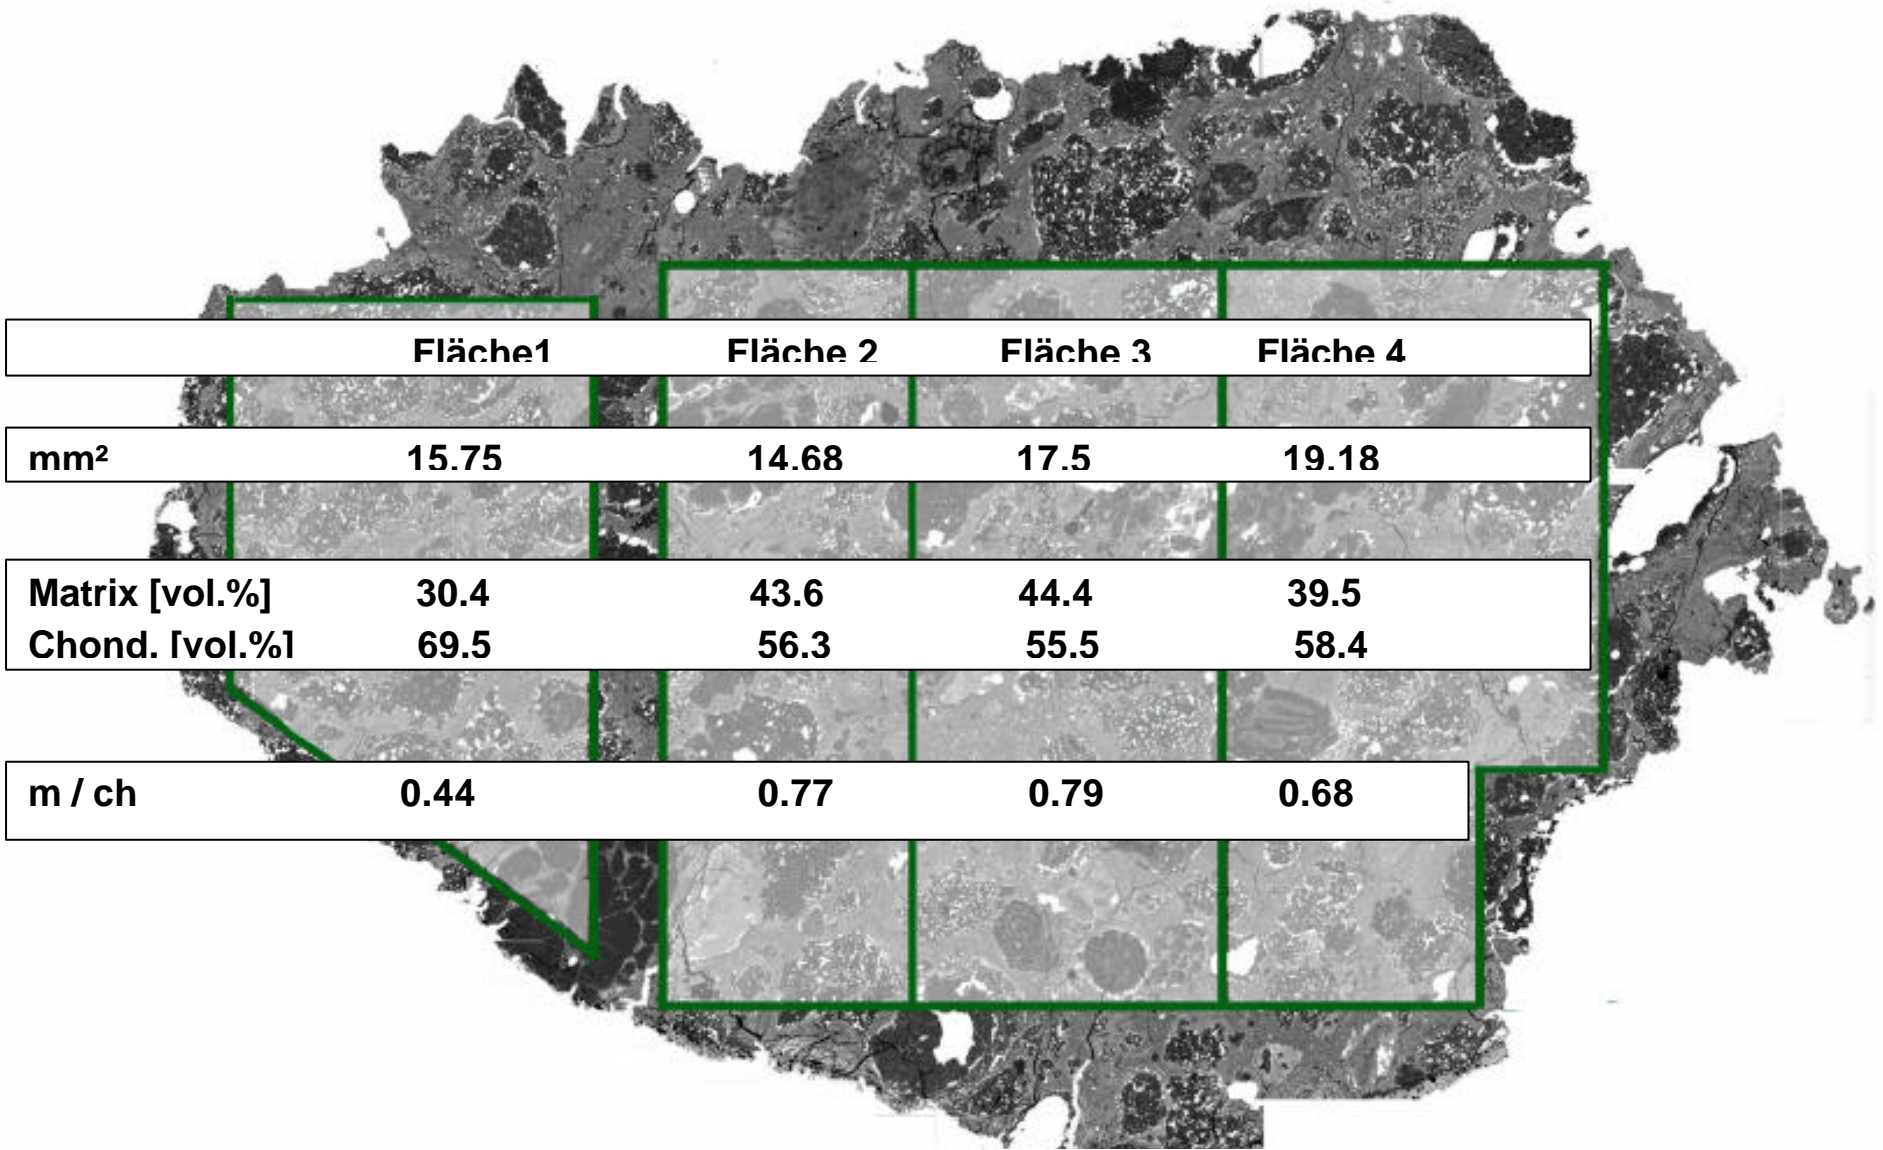 Fläche1 Fläche 2 Fläche 3 Fläche 4
mm² 15.75 14.68 17.5 19.18
Matrix [vol.%] 30.4 43.6 44.4 39.5
Chond. [vol.%] 69.5 56.3 55.5 58.4
m / ch 0.44 0.77 0.79 0.68